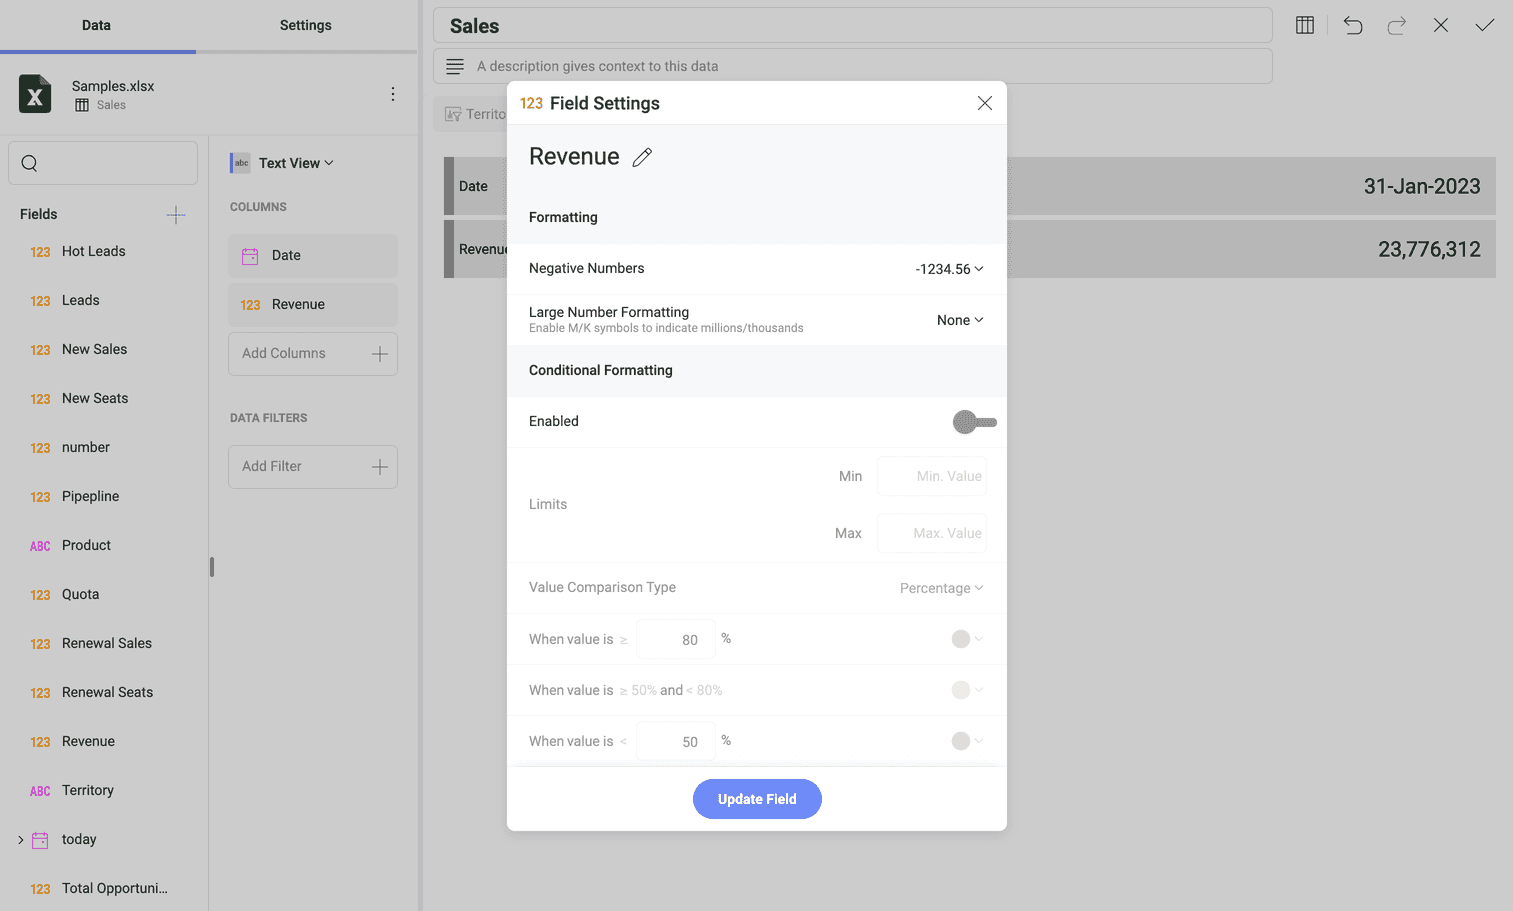 Data
Settings
Samples.xlsx
Sales
Fields
123 Hot Leads
123 Leads
123 New Sales
123 New Seats
123 number
123 Pipepline
ABC Product
123 Quota
123 Renewal Sales
123 Renewal Seats
123 Revenue
ABC Territory
today
123 Total Opportuni...
abc Text View
COLUMNS
Date
123 Revenue
Add Columns
DATA FILTERS
Add Filter
Sales
A description gives context to this data
Territo
Date 31-Jan-2023
Revenue 23,776,312
123 Field Settings
Revenue
Formatting
Negative Numbers -1234.56
Large Number Formatting None
Enable M/K symbols to indicate millions/thousands
Conditional Formatting
Enabled
Limits
Min Min. Value
Max Max. Value
Value Comparison Type Percentage
When value is ≥ 80 %
When value is ≥ 50% and < 80%
When value is < 50 %
Update Field